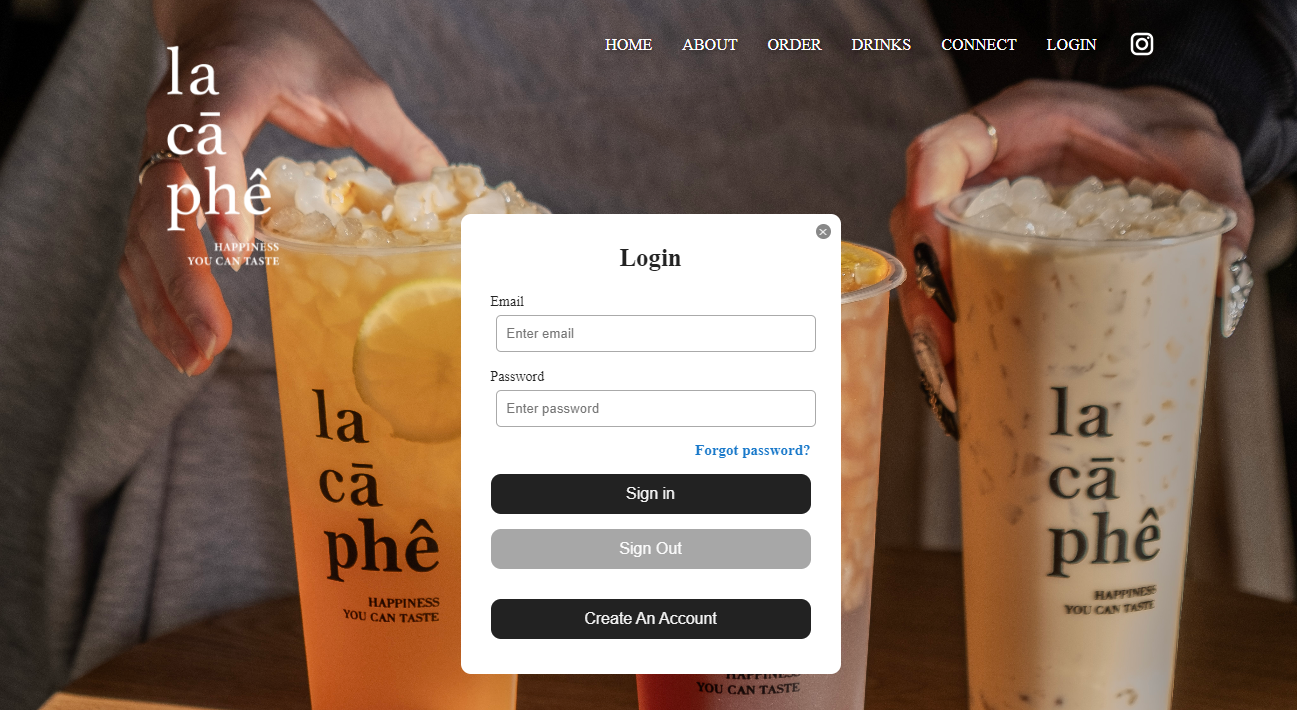 HOME ABOUT ORDER DRINKS CONNECT LOGIN
la
cā
phê
HAPPINESS
YOU CAN TASTE
Login
Email
Enter email
Password
Enter password
Forgot password?
Sign in
Sign Out
Create An Account
la
cā
phê
HAPPINESS
YOU CAN TASTE
HAPPINESS
YOU CAN TASTE
la
cā
phê
HAPPINESS
YOU CAN TASTE